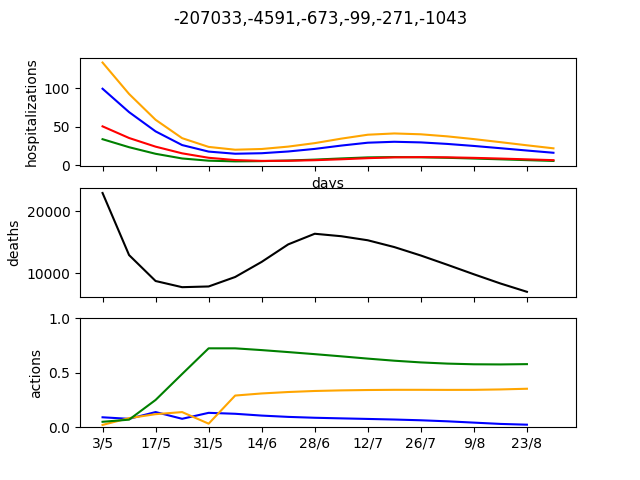 -207033,-4591,-673,-99,-271,-1043
hospitalizations
100
50
0
days
deaths
20000
10000
actions
1.0
0.5
0.0
3/5 17/5 31/5 14/6 28/6 12/7 26/7 9/8 23/8